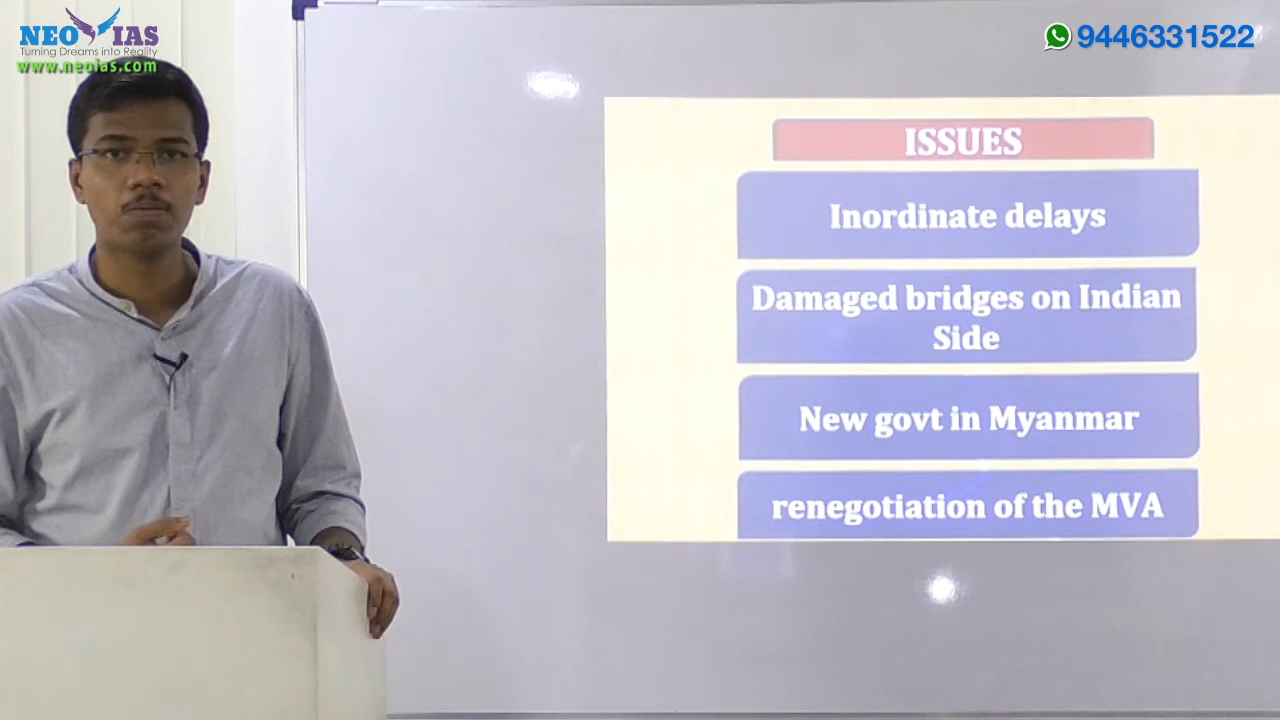 NEO IAS
Turning Dreams into Reality
www.neoias.com
9446331522
ISSUES
Inordinate delays
Damaged bridges on Indian
Side
New govt in Myanmar
renegotiation of the MVA